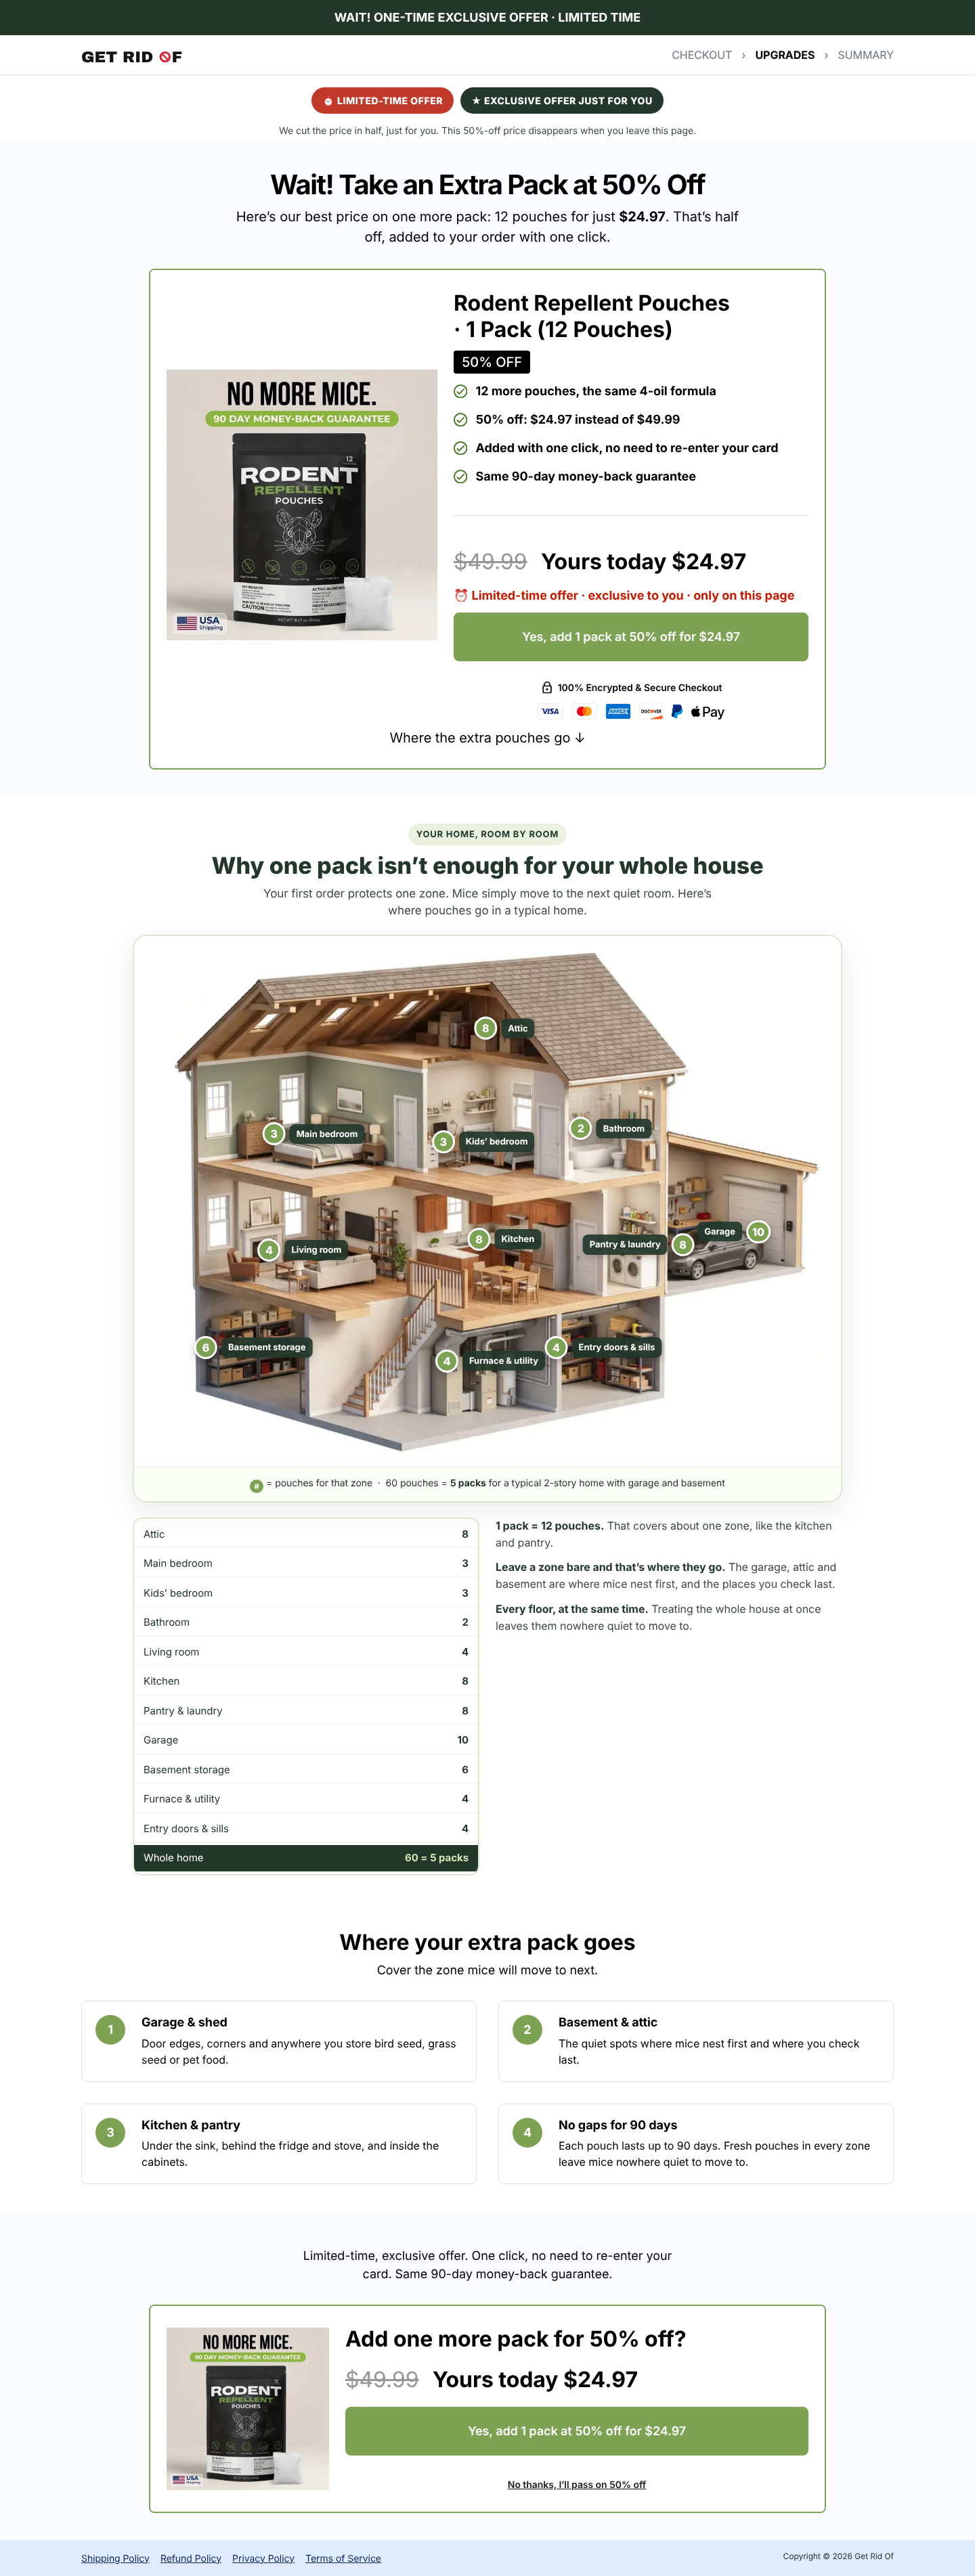 WAIT! ONE-TIME EXCLUSIVE OFFER · LIMITED TIME
GET RID OF
CHECKOUT › UPGRADES › SUMMARY
⏰ LIMITED-TIME OFFER
★ EXCLUSIVE OFFER JUST FOR YOU
We cut the price in half, just for you. This 50%-off price disappears when you leave this page.
Wait! Take an Extra Pack at 50% Off
Here’s our best price on one more pack: 12 pouches for just $24.97. That’s half
off, added to your order with one click.
NO MORE MICE.
90 DAY MONEY-BACK GUARANTEE
12
RODENT
REPELLENT
POUCHES
CAUTION
USA
Shipping
Rodent Repellent Pouches
· 1 Pack (12 Pouches)
50% OFF
12 more pouches, the same 4-oil formula
50% off: $24.97 instead of $49.99
Added with one click, no need to re-enter your card
Same 90-day money-back guarantee
$49.99 Yours today $24.97
⏰ Limited-time offer · exclusive to you · only on this page
Yes, add 1 pack at 50% off for $24.97
100% Encrypted & Secure Checkout
VISA
AMEX
DISCOVER
Pay
Where the extra pouches go ↓
YOUR HOME, ROOM BY ROOM
Why one pack isn’t enough for your whole house
Your first order protects one zone. Mice simply move to the next quiet room. Here’s
where pouches go in a typical home.
8 Attic
3 Main bedroom
3 Kids’ bedroom
2 Bathroom
4 Living room
8 Kitchen
Pantry & laundry 8
Garage 10
6 Basement storage
4 Furnace & utility
4 Entry doors & sills
# = pouches for that zone · 60 pouches = 5 packs for a typical 2-story home with garage and basement
Attic 8
Main bedroom 3
Kids’ bedroom 3
Bathroom 2
Living room 4
Kitchen 8
Pantry & laundry 8
Garage 10
Basement storage 6
Furnace & utility 4
Entry doors & sills 4
Whole home 60 = 5 packs
1 pack = 12 pouches. That covers about one zone, like the kitchen
and pantry.
Leave a zone bare and that’s where they go. The garage, attic and
basement are where mice nest first, and the places you check last.
Every floor, at the same time. Treating the whole house at once
leaves them nowhere quiet to move to.
Where your extra pack goes
Cover the zone mice will move to next.
1
Garage & shed
Door edges, corners and anywhere you store bird seed, grass
seed or pet food.
2
Basement & attic
The quiet spots where mice nest first and where you check
last.
3
Kitchen & pantry
Under the sink, behind the fridge and stove, and inside the
cabinets.
4
No gaps for 90 days
Each pouch lasts up to 90 days. Fresh pouches in every zone
leave mice nowhere quiet to move to.
Limited-time, exclusive offer. One click, no need to re-enter your
card. Same 90-day money-back guarantee.
NO MORE MICE.
90 DAY MONEY-BACK GUARANTEE
RODENT
REPELLENT
POUCHES
USA
Shipping
Add one more pack for 50% off?
$49.99 Yours today $24.97
Yes, add 1 pack at 50% off for $24.97
No thanks, I’ll pass on 50% off
Shipping Policy Refund Policy Privacy Policy Terms of Service
Copyright © 2026 Get Rid Of